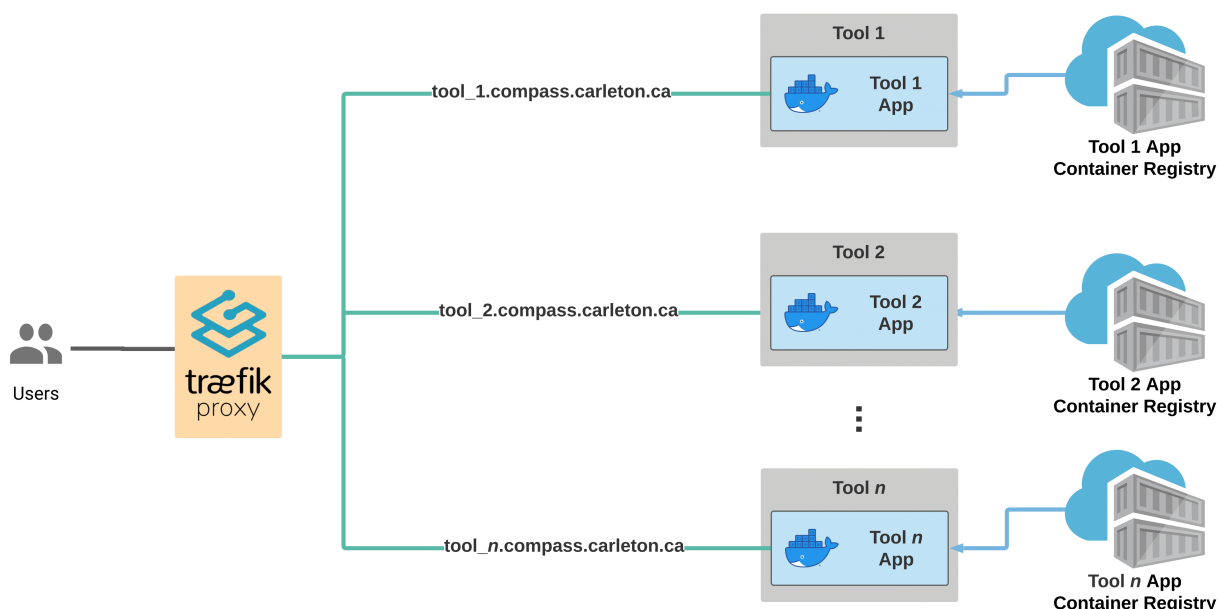 Users
træfik
proxy
tool_1.compass.carleton.ca
Tool 1
Tool 1
App
Tool 1 App
Container Registry
tool_2.compass.carleton.ca
Tool 2
Tool 2
App
Tool 2 App
Container Registry
tool_n.compass.carleton.ca
Tool n
Tool n
App
Tool n App
Container Registry